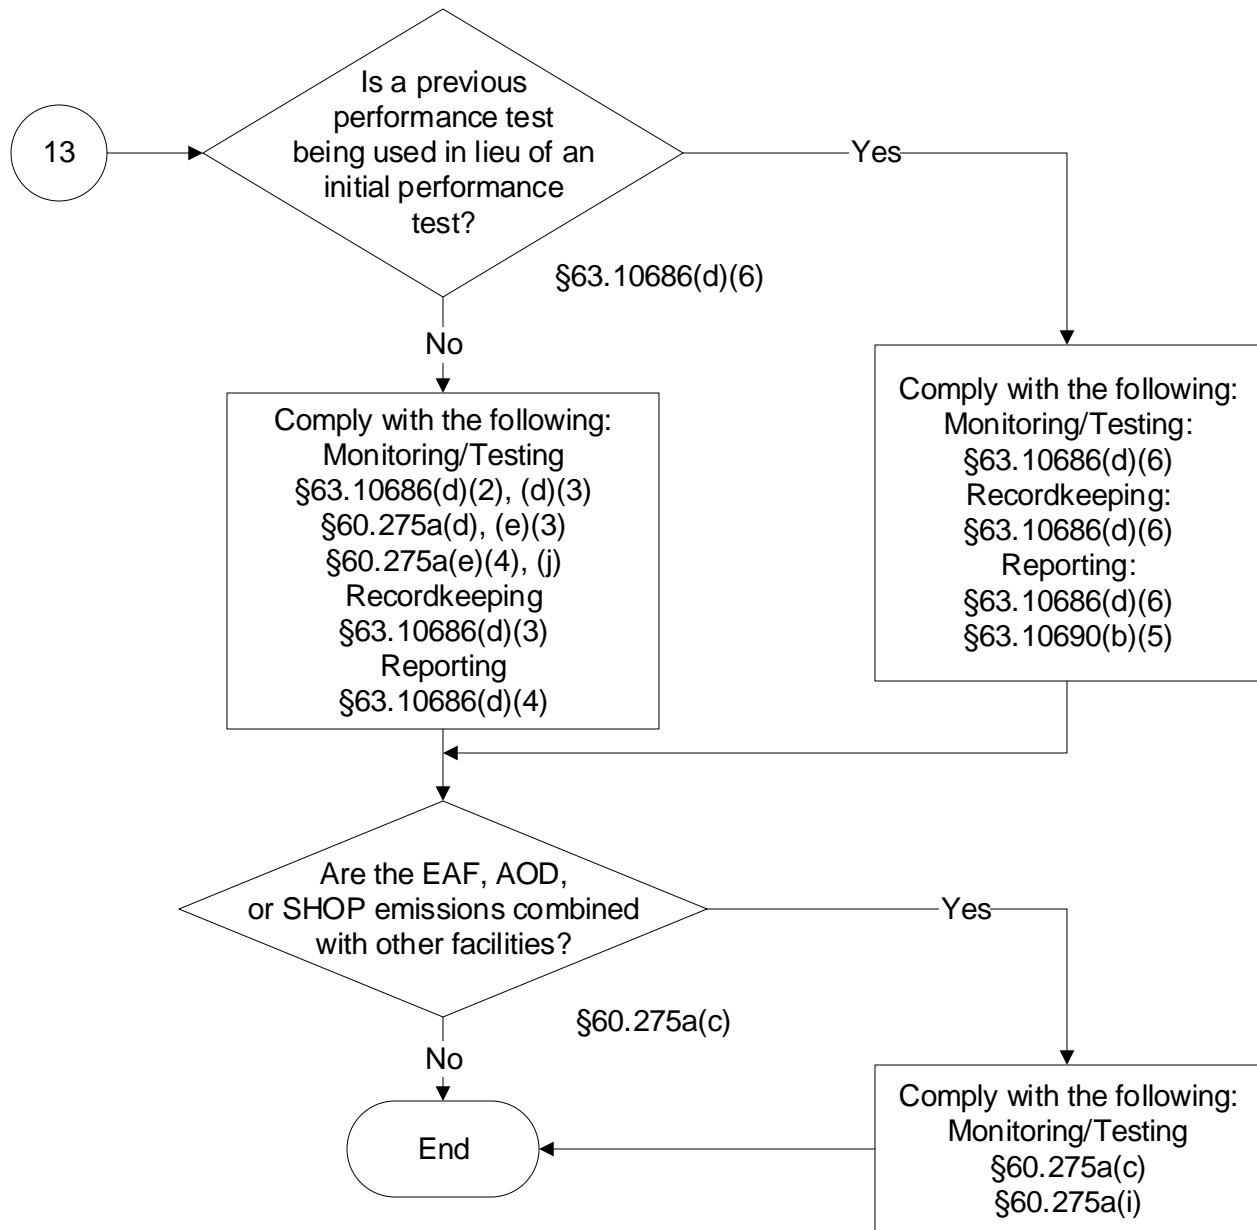 13
Is a previous
performance test
being used in lieu of an
initial performance
test?
Yes
§63.10686(d)(6)
No
Comply with the following:
Monitoring/Testing
§63.10686(d)(2), (d)(3)
§60.275a(d), (e)(3)
§60.275a(e)(4), (j)
Recordkeeping
§63.10686(d)(3)
Reporting
§63.10686(d)(4)
Comply with the following:
Monitoring/Testing:
§63.10686(d)(6)
Recordkeeping:
§63.10686(d)(6)
Reporting:
§63.10686(d)(6)
§63.10690(b)(5)
Are the EAF, AOD,
or SHOP emissions combined
with other facilities?
Yes
§60.275a(c)
No
End
Comply with the following:
Monitoring/Testing
§60.275a(c)
§60.275a(i)